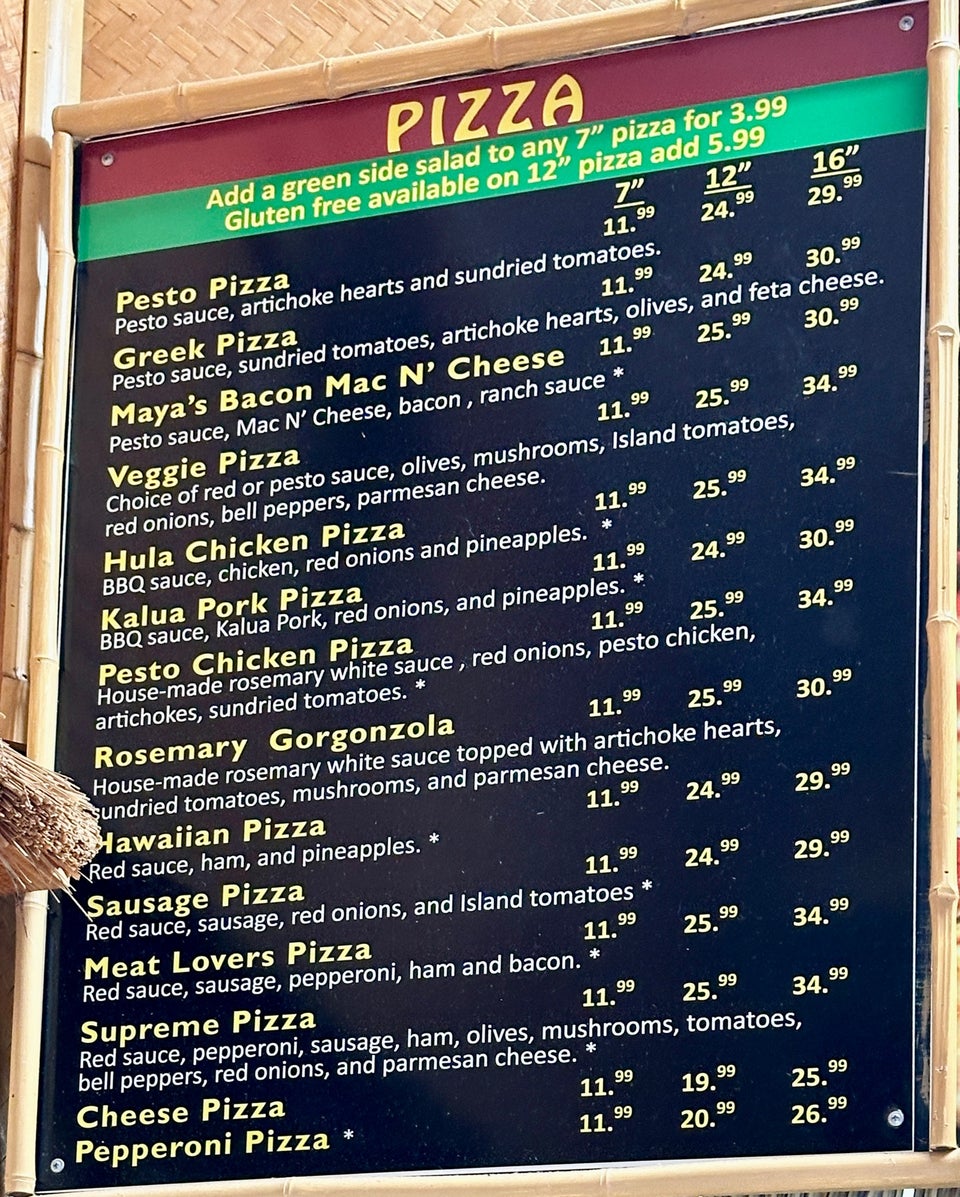 PIZZA
Add a green side salad to any 7” pizza for 3.99
Gluten free available on 12” pizza add 5.99
7” 12” 16”
Pesto Pizza 11.99 24.99 29.99
Pesto sauce, artichoke hearts and sundried tomatoes.
Greek Pizza 11.99 24.99 30.99
Pesto sauce, sundried tomatoes, artichoke hearts, olives, and feta cheese.
Maya’s Bacon Mac N’ Cheese 11.99 25.99 30.99
Pesto sauce, Mac N’ Cheese, bacon , ranch sauce *
Veggie Pizza 11.99 25.99 34.99
Choice of red or pesto sauce, olives, mushrooms, Island tomatoes,
red onions, bell peppers, parmesan cheese.
Hula Chicken Pizza 11.99 25.99 34.99
BBQ sauce, chicken, red onions and pineapples. *
Kalua Pork Pizza 11.99 24.99 30.99
BBQ sauce, Kalua Pork, red onions, and pineapples. *
Pesto Chicken Pizza 11.99 25.99 34.99
House-made rosemary white sauce , red onions, pesto chicken,
artichokes, sundried tomatoes. *
Rosemary Gorgonzola 11.99 25.99 30.99
House-made rosemary white sauce topped with artichoke hearts,
sundried tomatoes, mushrooms, and parmesan cheese.
Hawaiian Pizza 11.99 24.99 29.99
Red sauce, ham, and pineapples. *
Sausage Pizza 11.99 24.99 29.99
Red sauce, sausage, red onions, and Island tomatoes *
Meat Lovers Pizza 11.99 25.99 34.99
Red sauce, sausage, pepperoni, ham and bacon. *
Supreme Pizza 11.99 25.99 34.99
Red sauce, pepperoni, sausage, ham, olives, mushrooms, tomatoes,
bell peppers, red onions, and parmesan cheese. *
Cheese Pizza 11.99 19.99 25.99
Pepperoni Pizza * 11.99 20.99 26.99